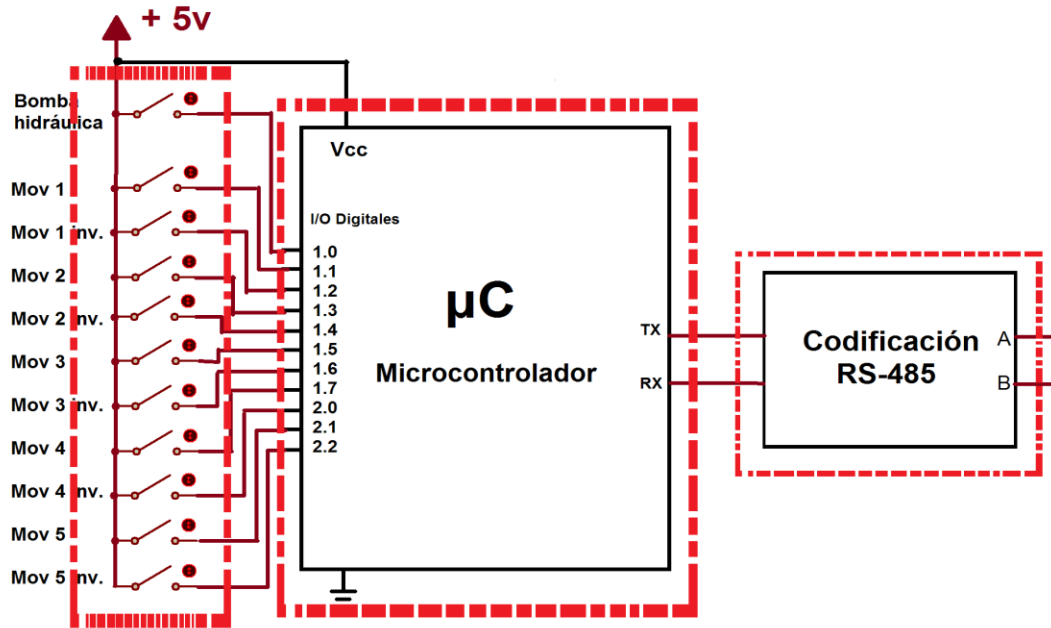 + 5v
Bomba
hidráulica
Mov 1
Mov 1 inv.
Mov 2
Mov 2 inv.
Mov 3
Mov 3 inv.
Mov 4
Mov 4 inv.
Mov 5
Mov 5 inv.
Vcc
I/O Digitales
1.0
1.1
1.2
1.3
1.4
1.5
1.6
1.7
2.0
2.1
2.2
µC
Microcontrolador
TX
RX
Codificación
RS-485
A
B